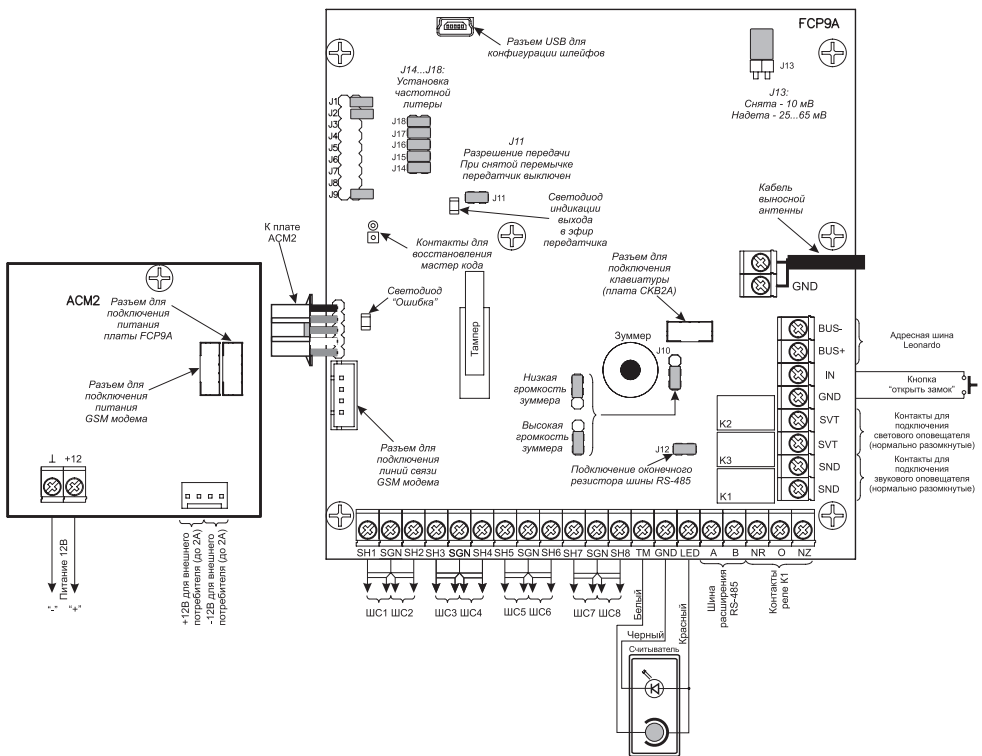 FCP9A
Разъем USB для
конфигурации шлейфов
J13
J13:
Снята - 10 мВ
Надета - 25...65 мВ
J14...J18:
Установка
частотной
литеры
J1
J2
J3
J4
J5
J6
J7
J8
J9
J18
J17
J16
J15
J14
J11
Разрешение передачи
При снятой перемычке
передатчик выключен
J11
Светодиод
индикации
выхода
в эфир
передатчика
Кабель
выносной
антенны
GND
К плате
ACM2
Контакты для
восстановления
мастер кода
Разъем для
подключения
клавиатуры
(плата CKB2A)
Светодиод
"Ошибка"
Тампер
Зуммер
J10
Низкая
громкость
зуммера
Высокая
громкость
зуммера
J12
Подключение оконечного
резистора шины RS-485
Разъем для
подключения
линий связи
GSM модема
K2
K3
K1
BUS-
BUS+
IN
GND
SVT
SVT
SND
SND
Адресная шина
Leonardo
Кнопка
"открыть замок"
Контакты для
подключения
светового оповещателя
(нормально разомкнутые)
Контакты для
подключения
звукового оповещателя
(нормально разомкнутые)
ACM2
Разъем для
подключения
питания
платы FCP9A
Разъем для
подключения
питания
GSM модема
⊥ +12
Питание 12В
"-" "+"
+12В для внешнего
потребителя (до 2А)
-12В для внешнего
потребителя (до 2А)
SH1 SGN SH2 SH3 SGN SH4 SH5 SGN SH6 SH7 SGN SH8 TM GND LED A B NR O NZ
ШС1 ШС2 ШС3 ШС4 ШС5 ШС6 ШС7 ШС8
Белый
Черный
Красный
Шина
расширения
RS-485
Контакты
реле К1
Считыватель